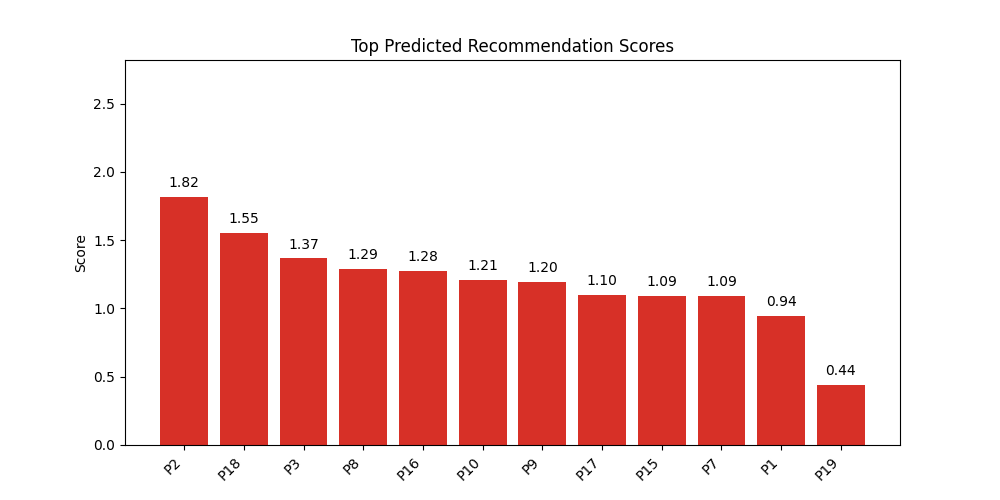 Top Predicted Recommendation Scores
Score
2.5
2.0
1.5
1.0
0.5
0.0
1.82
1.55
1.37
1.29
1.28
1.21
1.20
1.10
1.09
1.09
0.94
0.44
P2
P18
P3
P8
P16
P10
P9
P17
P15
P7
P1
P19